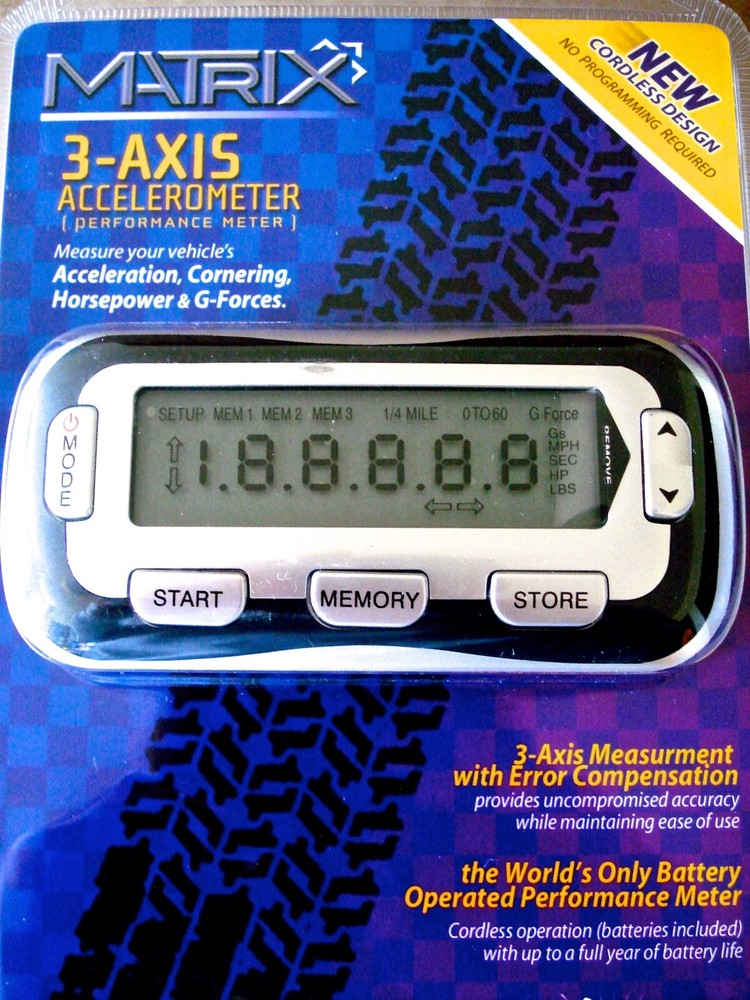 MATRIX
NEW
CORDLESS DESIGN
NO PROGRAMMING REQUIRED
3-AXIS
ACCELEROMETER
[ PERFORMANCE METER ]
Measure your vehicle's
Acceleration, Cornering,
Horsepower & G-Forces.
SETUP MEM 1 MEM 2 MEM 3 1/4 MILE 0 TO 60 G Force
1.8.8.8.8.8
Gs
MPH
SEC
HP
LBS
REMOVE
MODE
START MEMORY STORE
3-Axis Measurment
with Error Compensation
provides uncompromised accuracy
while maintaining ease of use
the World's Only Battery
Operated Performance Meter
Cordless operation (batteries included)
with up to a full year of battery life